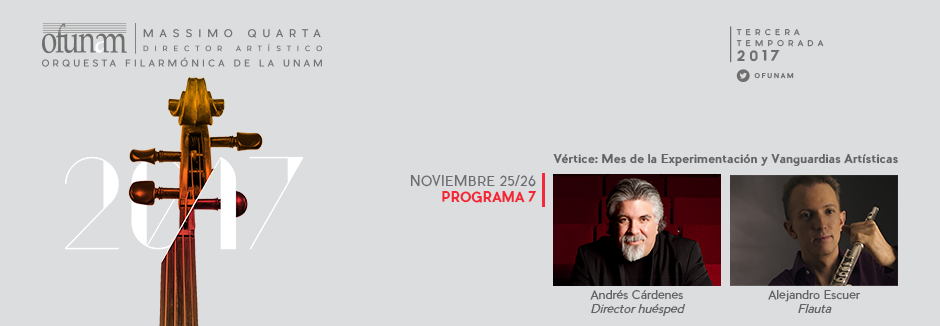 ofunam
MASSIMO QUARTA
DIRECTOR ARTÍSTICO
ORQUESTA FILARMÓNICA DE LA UNAM
TERCERA
TEMPORADA
2017
OFUNAM
2017
Vértice: Mes de la Experimentación y Vanguardias Artísticas
NOVIEMBRE 25/26
PROGRAMA 7
Andrés Cárdenes
Director huésped
Alejandro Escuer
Flauta